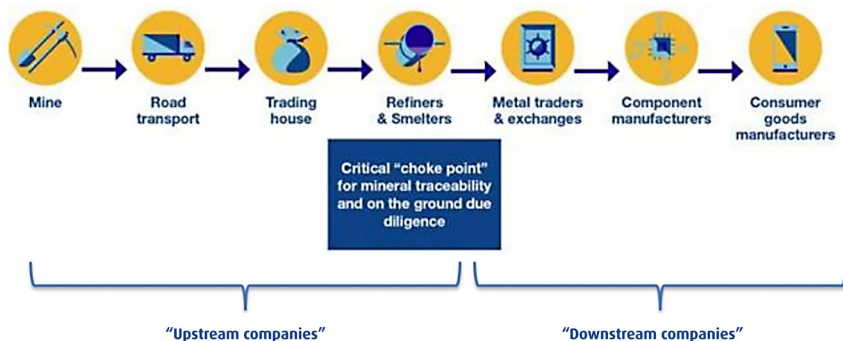 Mine
Road
transport
Trading
house
Refiners
& Smelters
Metal traders
& exchanges
Component
manufacturers
Consumer
goods
manufacturers
Critical “choke point”
for mineral traceability
and on the ground due
diligence
“Upstream companies”
“Downstream companies”